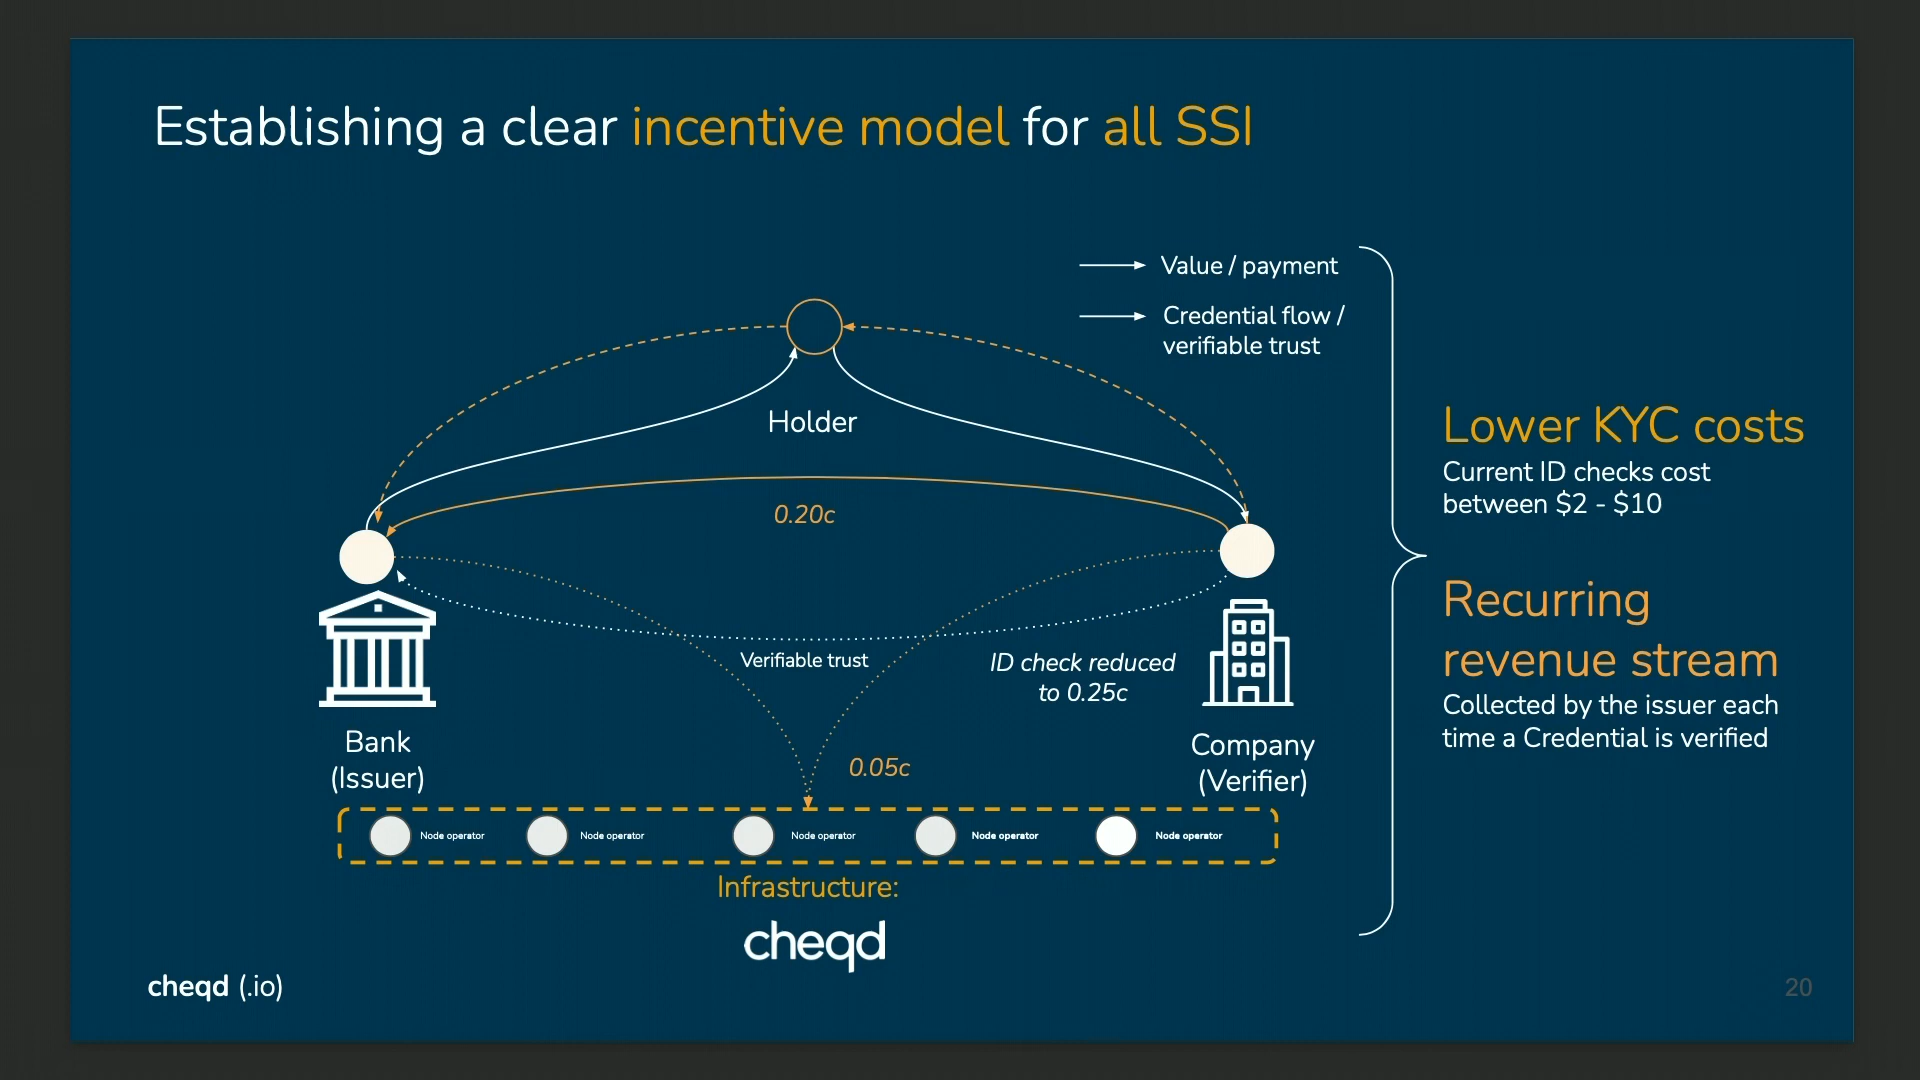 Establishing a clear incentive model for all SSI
Value / payment
Credential flow /
verifiable trust
Holder
0.20c
Lower KYC costs
Current ID checks cost
between $2 - $10
Recurring
revenue stream
Collected by the issuer each
time a Credential is verified
Verifiable trust
ID check reduced
to 0.25c
Bank
(Issuer)
Company
(Verifier)
0.05c
Node operator
Node operator
Node operator
Node operator
Node operator
Infrastructure:
cheqd
cheqd (.io)
20